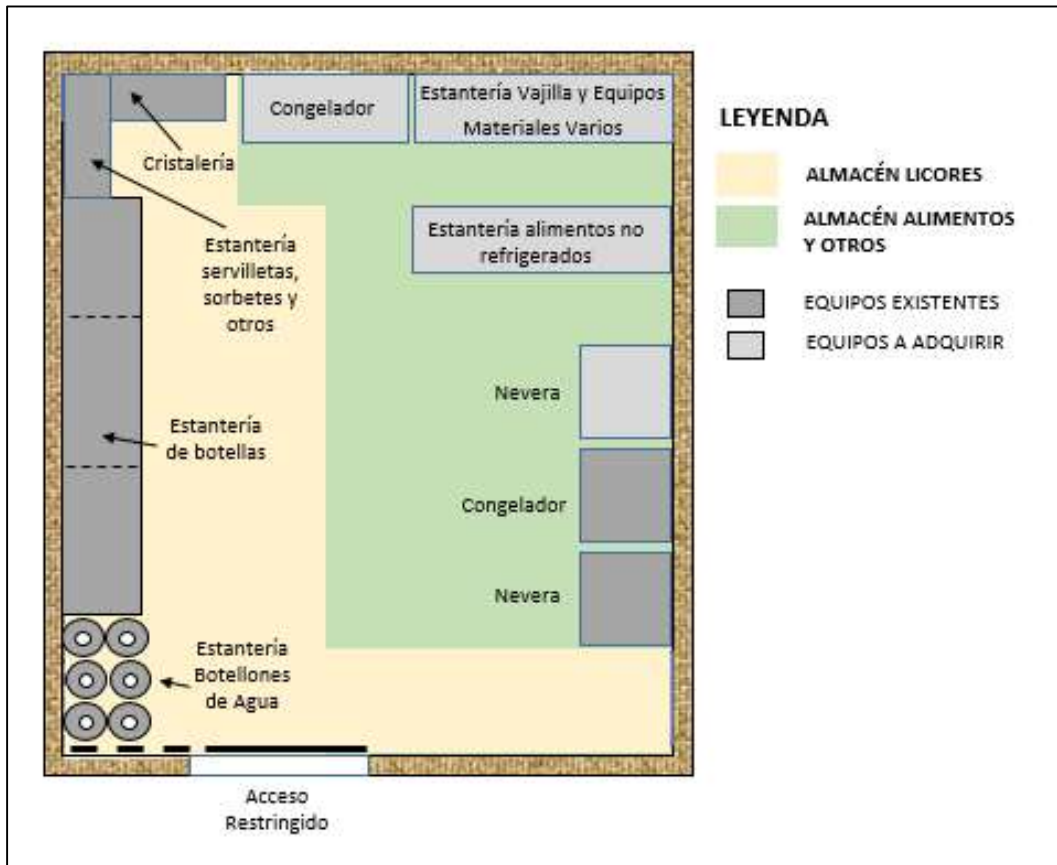 Congelador
Estantería Vajilla y Equipos
Materiales Varios
Cristalería
Estantería
servilletas,
sorbetes y
otros
Estantería alimentos no
refrigerados
Nevera
Estantería
de botellas
Congelador
Nevera
Estantería
Botellones
de Agua
Acceso
Restringido
LEYENDA
ALMACÉN LICORES
ALMACÉN ALIMENTOS
Y OTROS
EQUIPOS EXISTENTES
EQUIPOS A ADQUIRIR